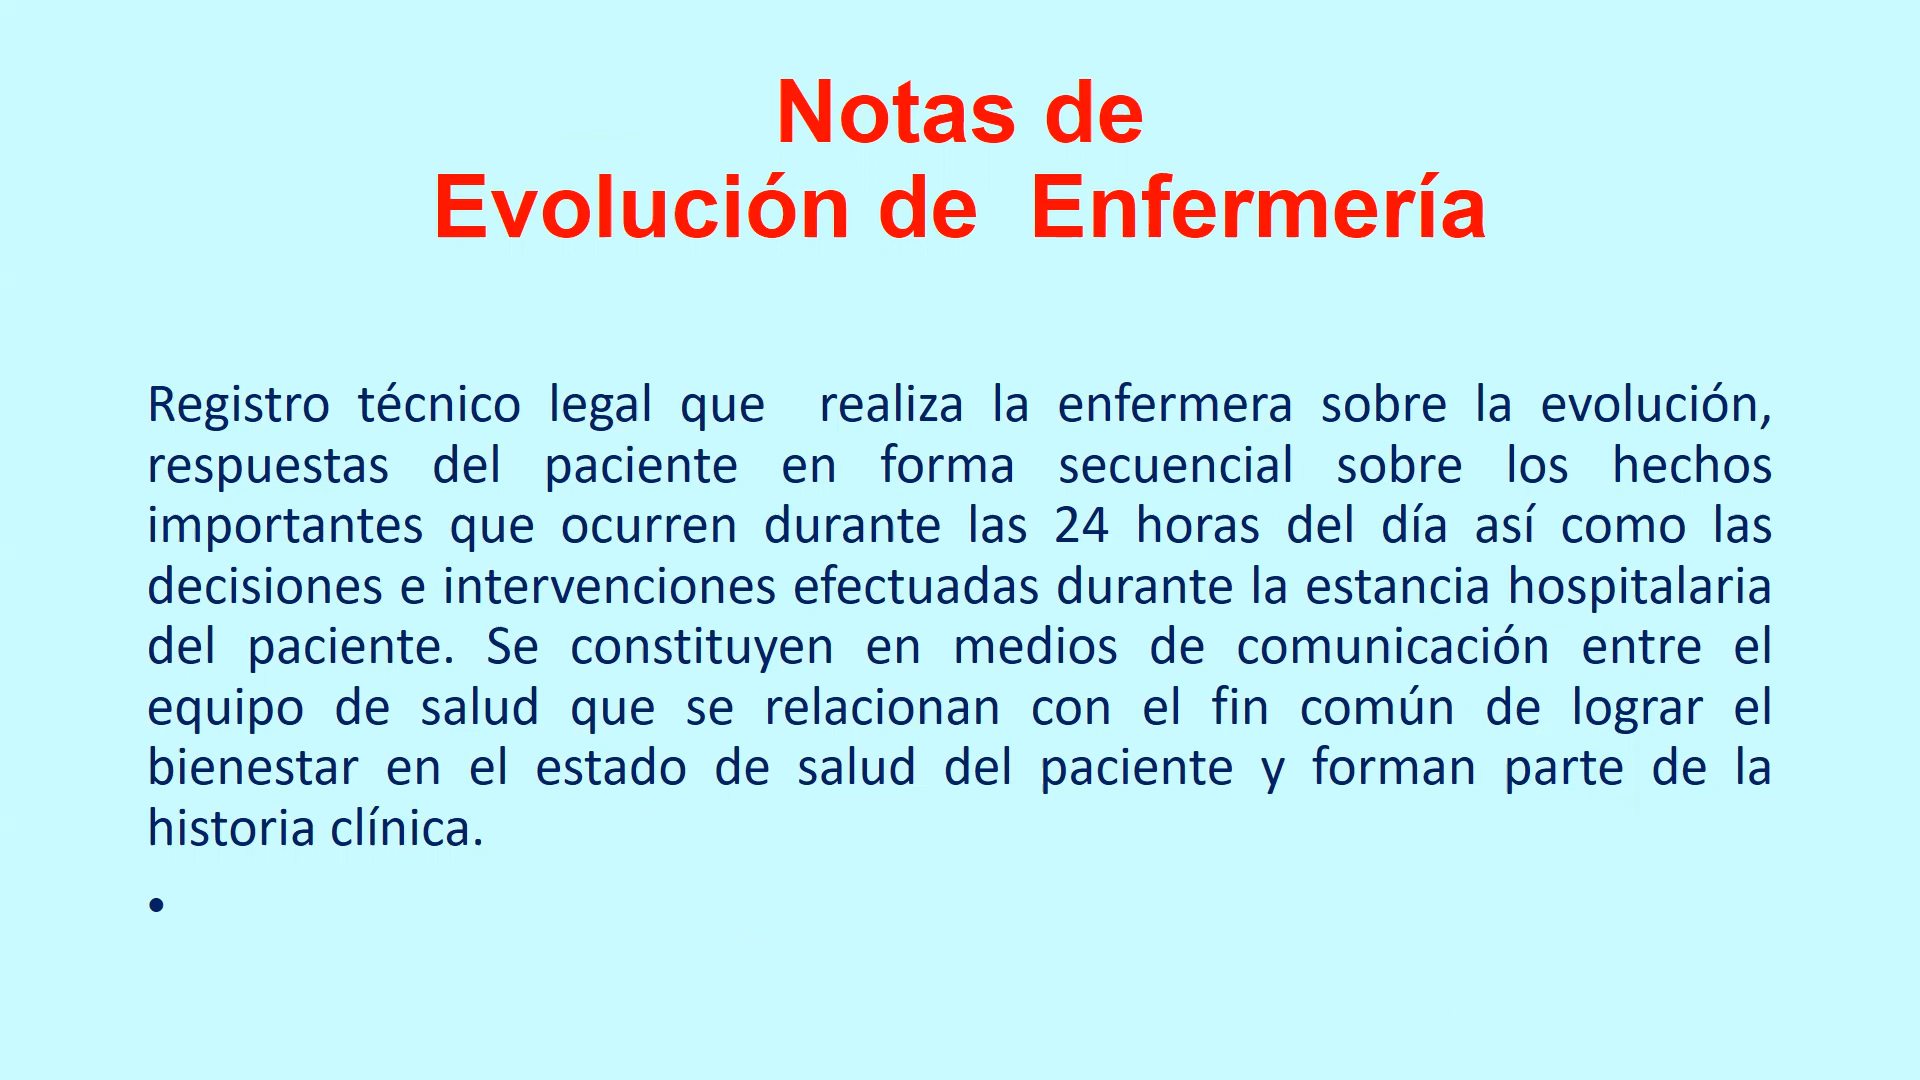 Notas de
Evolución de  Enfermería
Registro técnico legal que  realiza la enfermera sobre la evolución,
respuestas del paciente en forma secuencial sobre los hechos
importantes que ocurren durante las 24 horas del día así como las
decisiones e intervenciones efectuadas durante la estancia hospitalaria
del paciente. Se constituyen en medios de comunicación entre el
equipo de salud que se relacionan con el fin común de lograr el
bienestar en el estado de salud del paciente y forman parte de la
historia clínica.
•